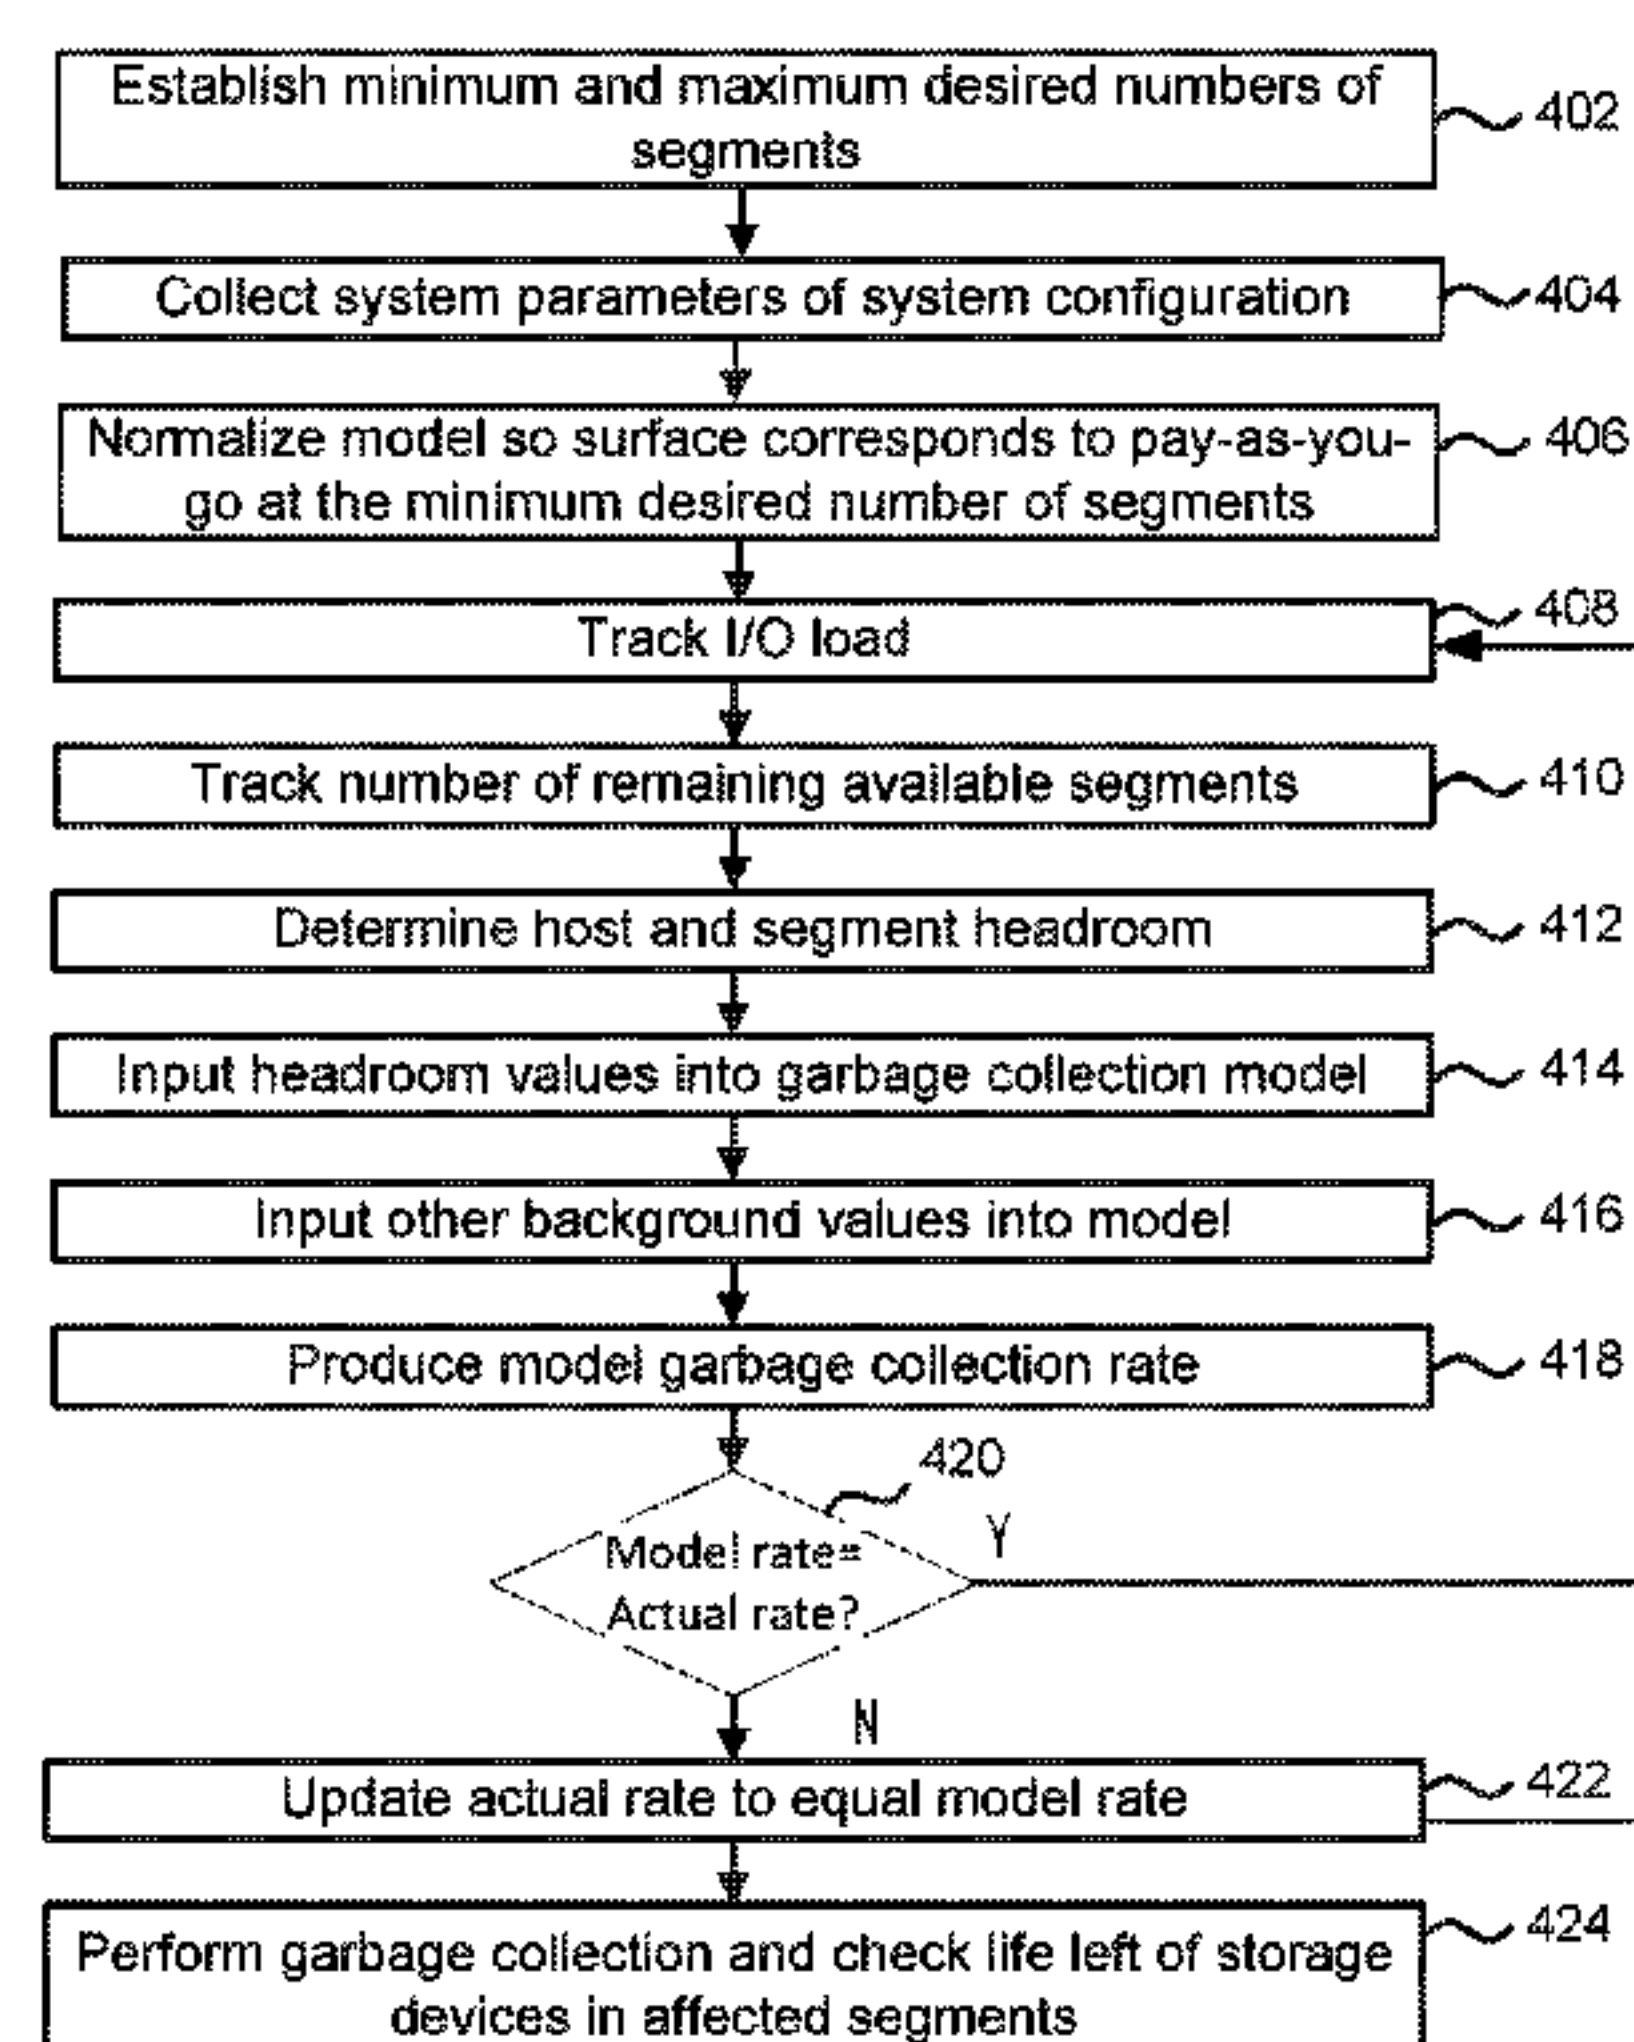 Establish minimum and maximum desired numbers of
segments
402
Collect system parameters of system configuration
404
Normalize model so surface corresponds to pay-as-you-
go at the minimum desired number of segments
406
Track I/O load
408
Track number of remaining available segments
410
Determine host and segment headroom
412
Input headroom values into garbage collection model
414
Input other background values into model
416
Produce model garbage collection rate
418
420
Model rate=
Actual rate?
Y
N
Update actual rate to equal model rate
422
Perform garbage collection and check life left of storage
devices in affected segments
424